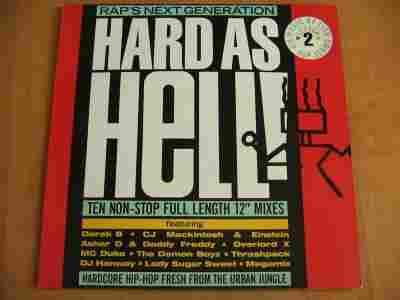 RAP'S NEXT GENERATION
HARD AS
HELL!
2
TEN NON-STOP FULL LENGTH 12" MIXES
featuring
Derek B • CJ Mackintosh & Einstein
Asher D & Daddy Freddy • Overlord X
MC Duke • The Demon Boyz • Thrashpack
DJ Hanway • Lady Sugar Sweet • Megamix
HARDCORE HIP-HOP FRESH FROM THE URBAN JUNGLE